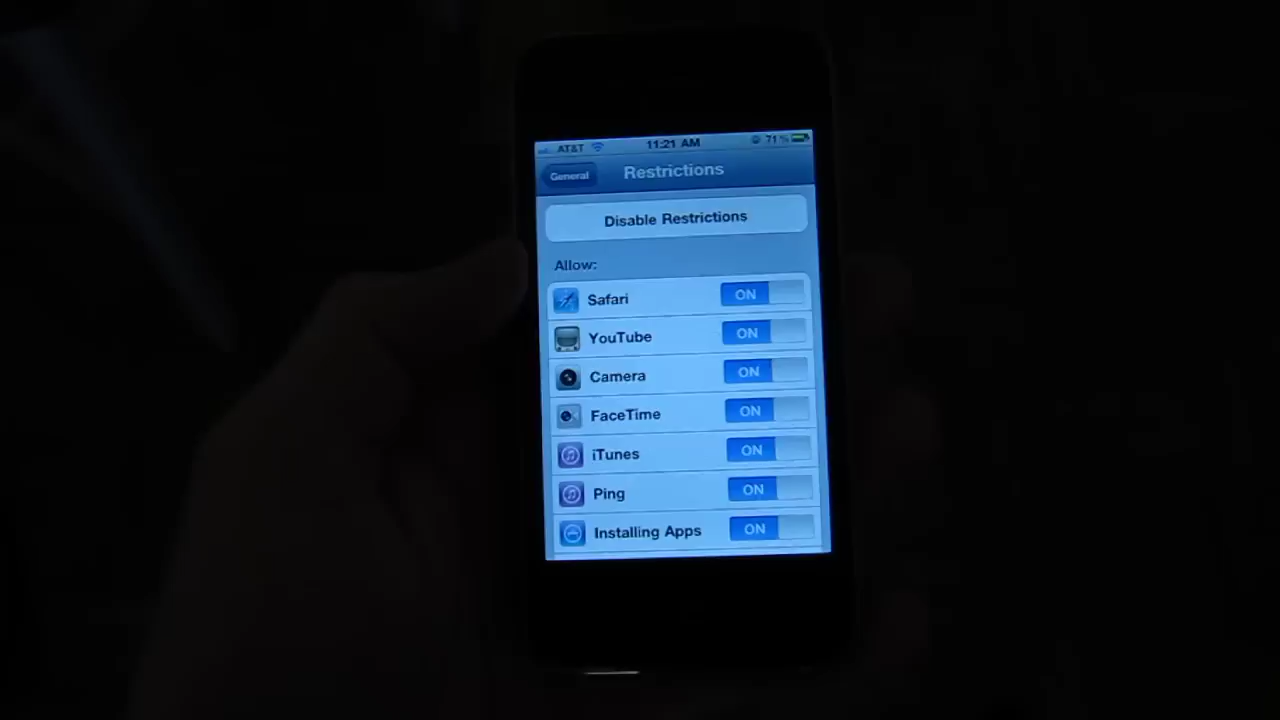 AT&T 11:21 AM 71%
General Restrictions
Disable Restrictions
Allow:
Safari ON
YouTube ON
Camera ON
FaceTime ON
iTunes ON
Ping ON
Installing Apps ON